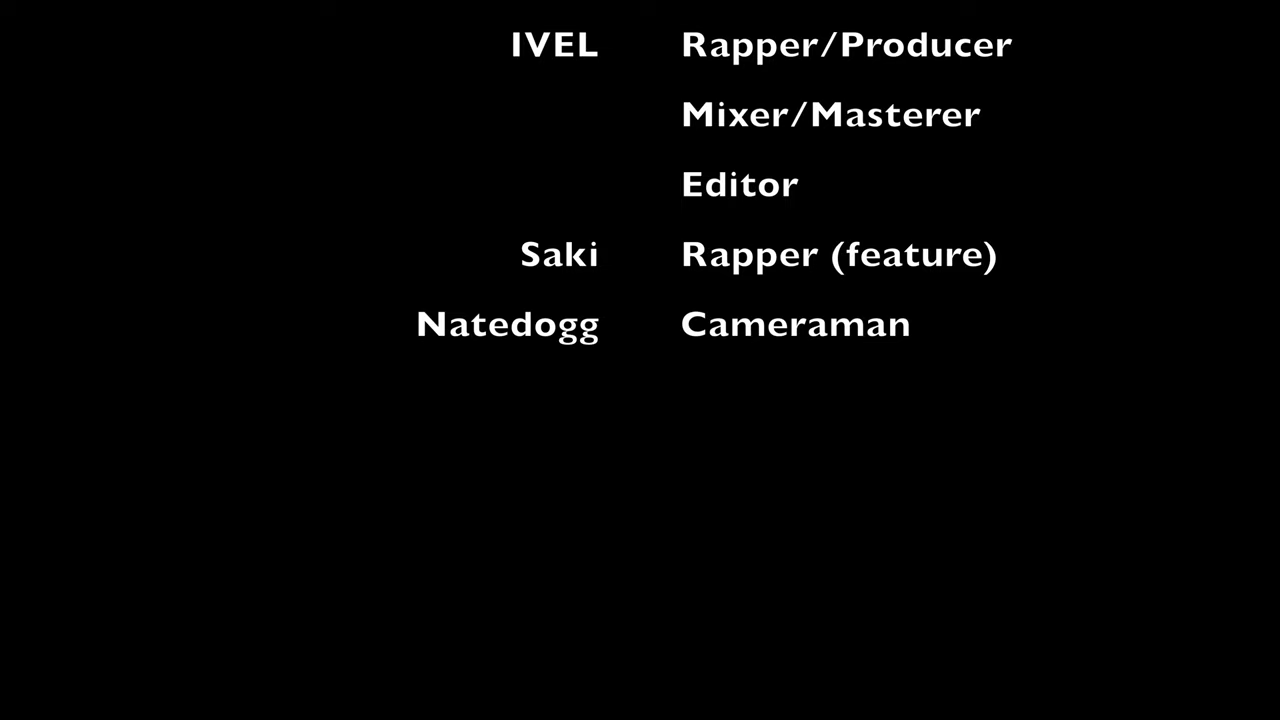 IVEL Rapper/Producer
Mixer/Masterer
Editor
Saki Rapper (feature)
Natedogg Cameraman